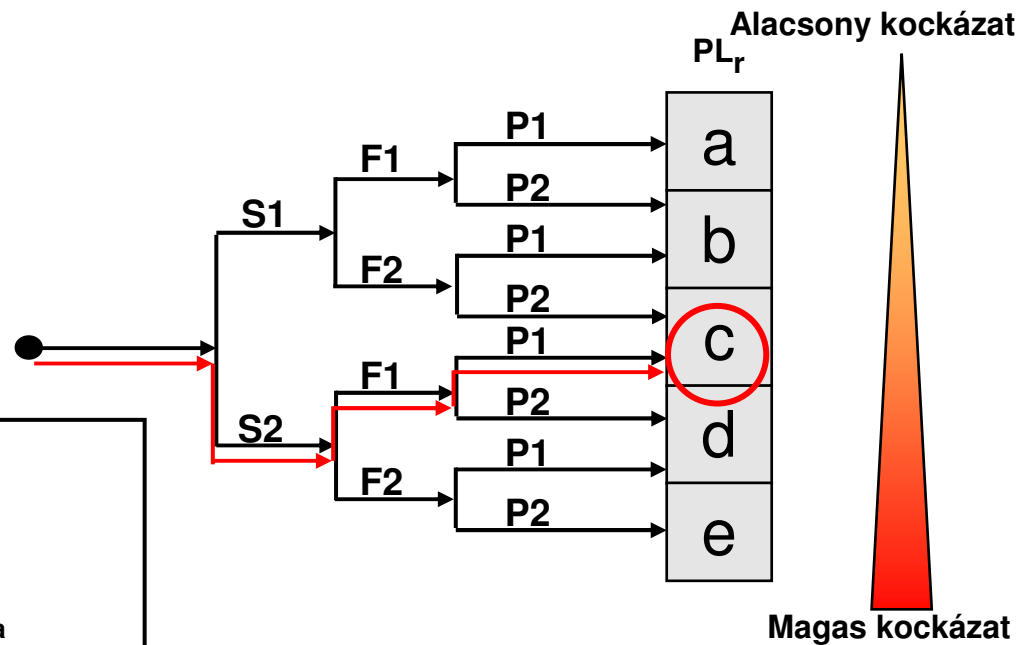 Alacsony kockázat
PLr
P1
a
F1
P2
S1
P1
b
F2
P2
P1
c
F1
P2
S2
d
P1
F2
P2
e
a
Magas kockázat